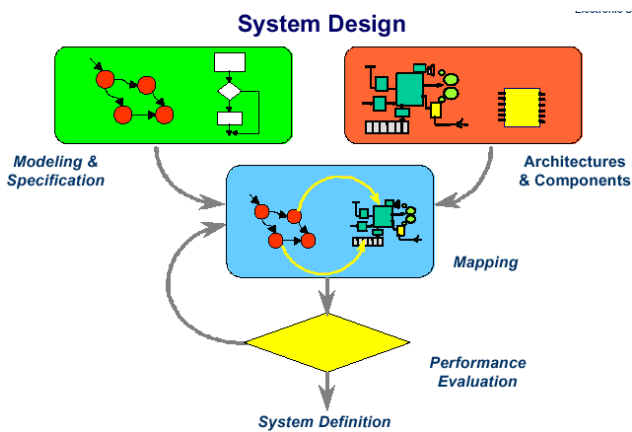 System Design
Modeling &
Specification
Architectures
& Components
Mapping
Performance
Evaluation
System Definition